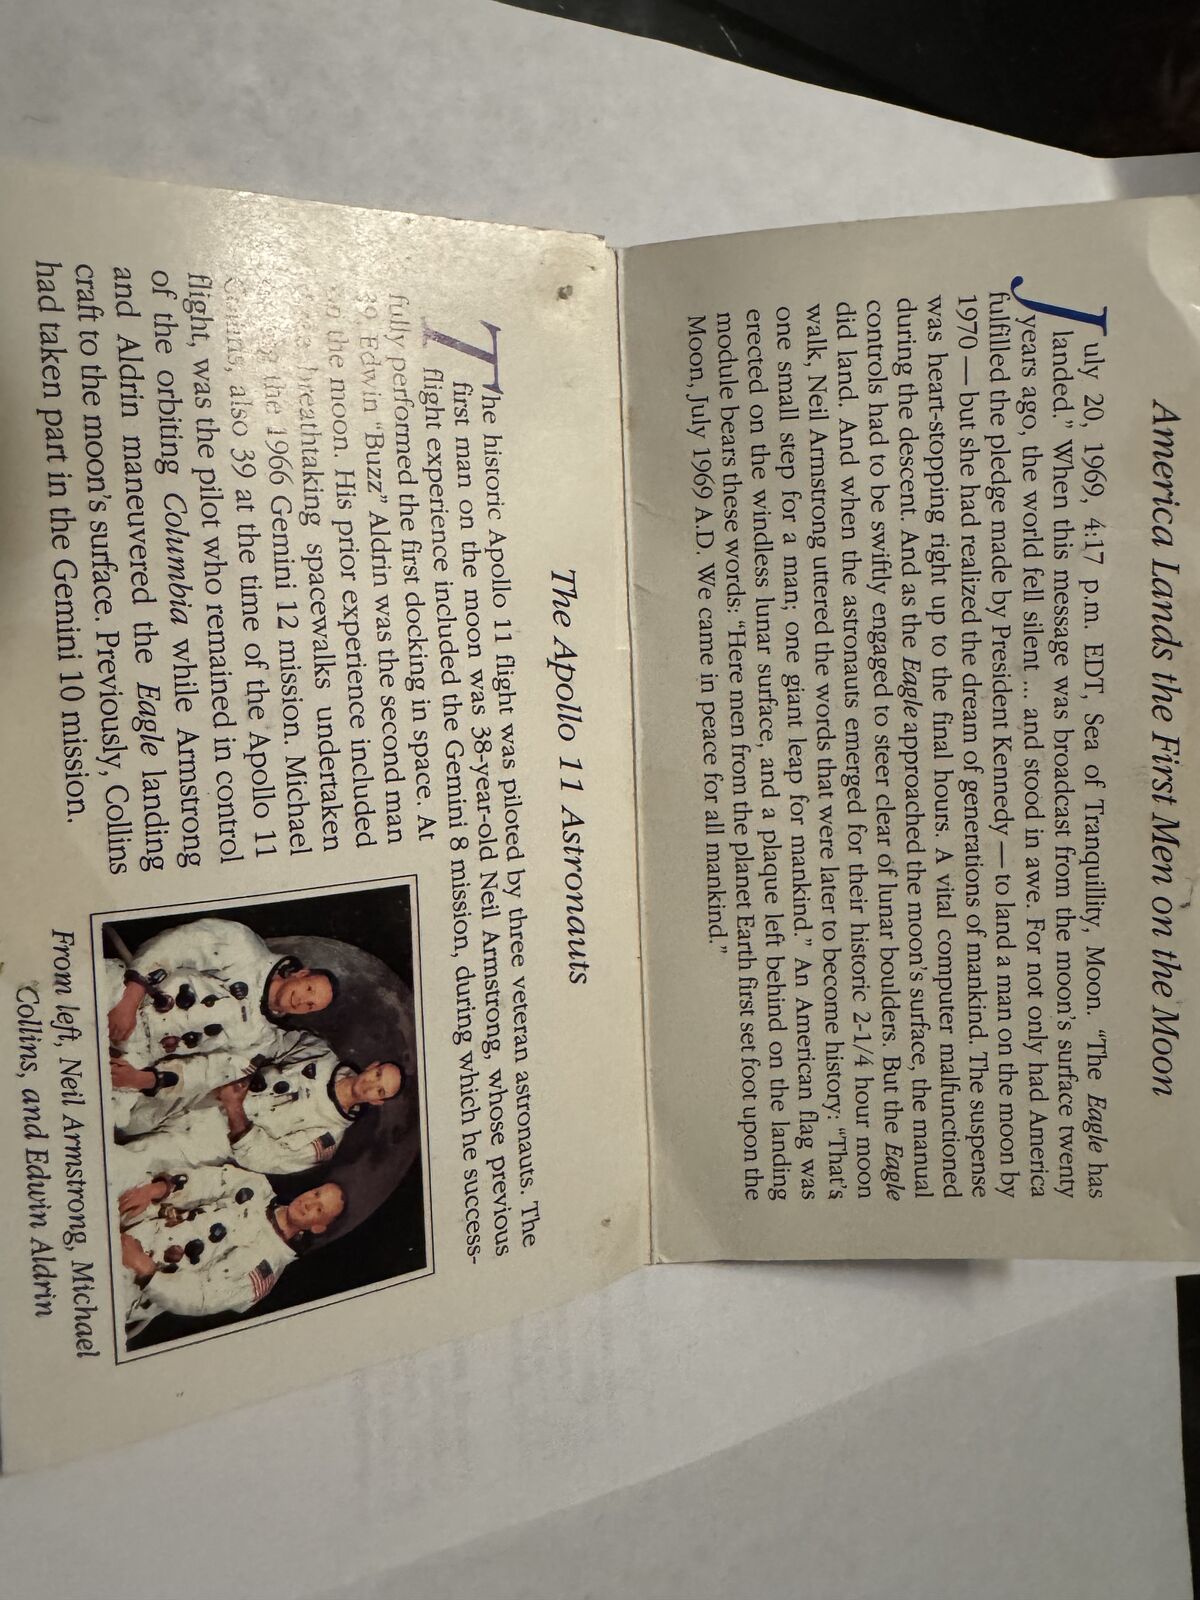 America Lands the First Men on the Moon
July 20, 1969, 4:17 p.m. EDT, Sea of Tranquillity, Moon. “The Eagle has
landed.” When this message was broadcast from the moon’s surface twenty
years ago, the world fell silent ... and stood in awe. For not only had America
fulfilled the pledge made by President Kennedy — to land a man on the moon by
1970 — but she had realized the dream of generations of mankind. The suspense
was heart-stopping right up to the final hours. A vital computer malfunctioned
during the descent. And as the Eagle approached the moon’s surface, the manual
controls had to be swiftly engaged to steer clear of lunar boulders. But the Eagle
did land. And when the astronauts emerged for their historic 2-1/4 hour moon
walk, Neil Armstrong uttered the words that were later to become history: “That’s
one small step for a man; one giant leap for mankind.” An American flag was
erected on the windless lunar surface, and a plaque left behind on the landing
module bears these words: “Here men from the planet Earth first set foot upon the
Moon, July 1969 A.D. We came in peace for all mankind.”
The Apollo 11 Astronauts
The historic Apollo 11 flight was piloted by three veteran astronauts. The
first man on the moon was 38-year-old Neil Armstrong, whose previous
flight experience included the Gemini 8 mission, during which he success-
fully performed the first docking in space. At
39, Edwin “Buzz” Aldrin was the second man
on the moon. His prior experience included
breathtaking spacewalks undertaken
during the 1966 Gemini 12 mission. Michael
Collins, also 39 at the time of the Apollo 11
flight, was the pilot who remained in control
of the orbiting Columbia while Armstrong
and Aldrin maneuvered the Eagle landing
craft to the moon’s surface. Previously, Collins
had taken part in the Gemini 10 mission.
From left, Neil Armstrong, Michael
Collins, and Edwin Aldrin